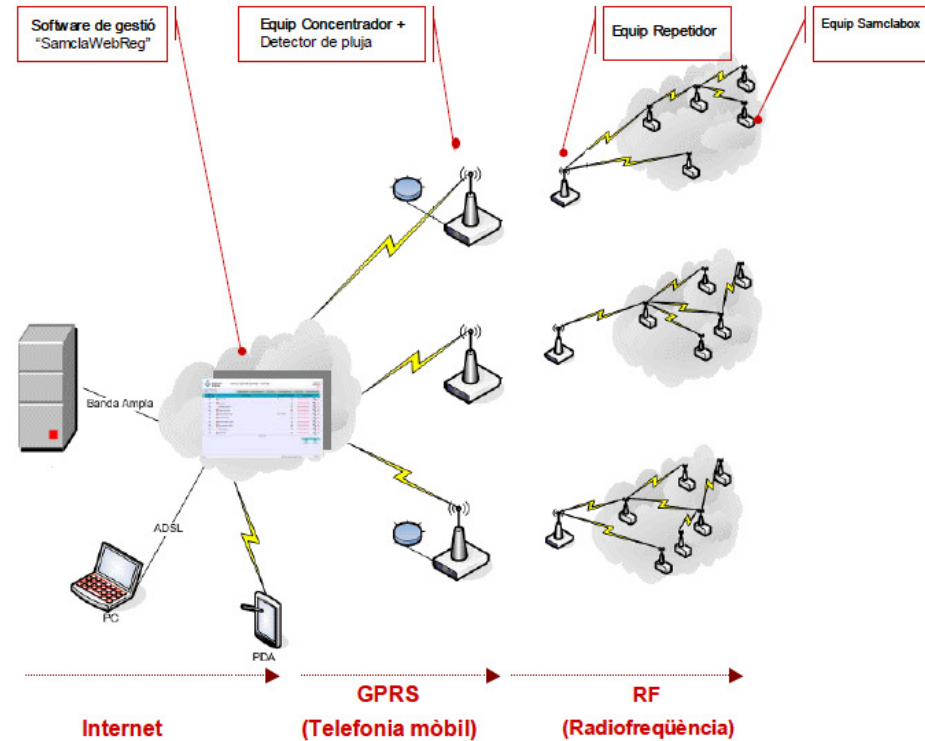 Software de gestió
“SamclaWebReg”
Equip Concentrador +
Detector de pluja
Equip Repetidor
Equip Samclabox
Banda Ampla
ADSL
PC
PDA
Internet
GPRS
(Telefonia mòbil)
RF
(Radiofreqüència)